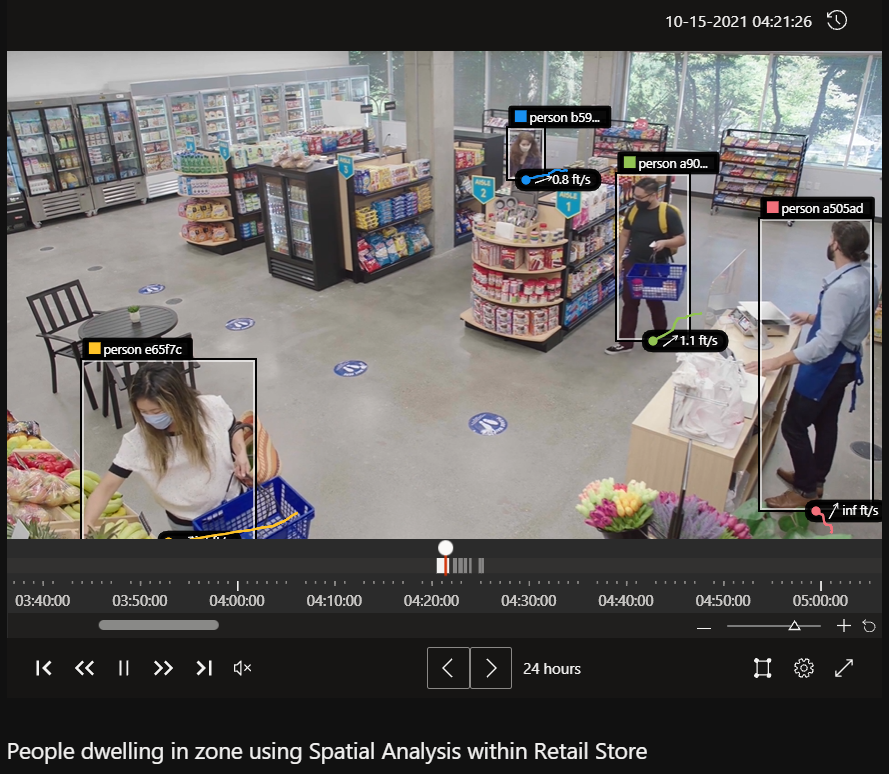 10-15-2021 04:21:26
person b59...
0.8 ft/s
person a90...
3
AISLE
2
AISLE
1
person a505ad
1.1 ft/s
person e65f7c
inf ft/s
03:40:00 03:50:00 04:00:00 04:10:00 04:20:00 04:30:00 04:40:00 04:50:00 05:00:00
24 hours
People dwelling in zone using Spatial Analysis within Retail Store